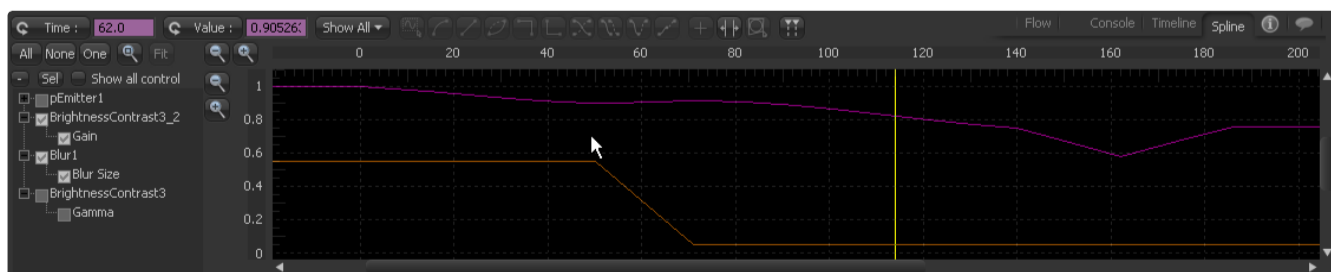 Time : 62.0 Value : 0.90526: Show All Flow Console Timeline Spline
All None One Fit 0 20 40 60 80 100 120 140 160 180 200
- Sel Show all control
pEmitter1
BrightnessContrast3_2
Gain
Blur1
Blur Size
BrightnessContrast3
Gamma
1
0.8
0.6
0.4
0.2
0